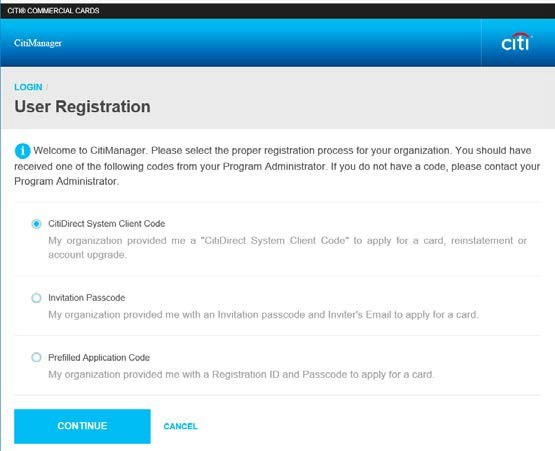 CITI® COMMERCIAL CARDS
CitiManager
citi
LOGIN /
User Registration
i Welcome to CitiManager. Please select the proper registration process for your organization. You should have
received one of the following codes from your Program Administrator. If you do not have a code, please contact your
Program Administrator.
CitiDirect System Client Code
My organization provided me a "CitiDirect System Client Code" to apply for a card, reinstatement or
account upgrade.
Invitation Passcode
My organization provided me with an Invitation passcode and Inviter's Email to apply for a card.
Prefilled Application Code
My organization provided me with a Registration ID and Passcode to apply for a card.
CONTINUE CANCEL